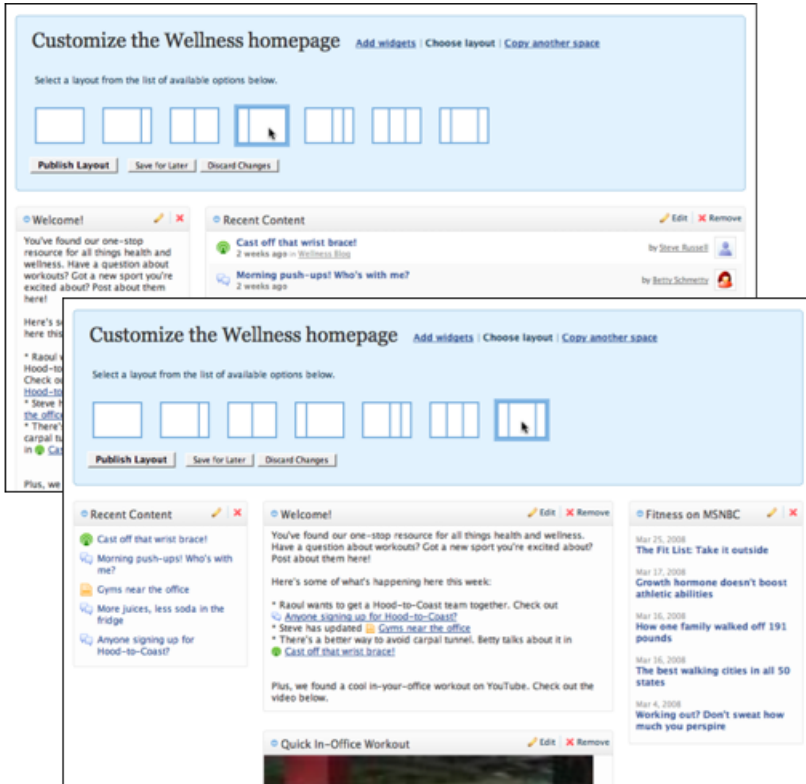 Customize the Wellness homepage Add widgets | Choose layout | Copy another space
Select a layout from the list of available options below.
Publish Layout Save for Later Discard Changes
Welcome!
You've found our one-stop
resource for all things health and
wellness. Have a question about
workouts? Got a new sport you're
excited about? Post about them
here!
Here's
here this
* Raoul
Hood-to
Check
Hood-to
* Steve
the office
* There's
carpal
in
Plus, we
Recent Content Edit Remove
Cast off that wrist brace!
2 weeks ago in Wellness Blog
by Steve Russell
Morning push-ups! Who's with me?
2 weeks ago
by Betty Schmetty
Customize the Wellness homepage Add widgets | Choose layout | Copy another space
Select a layout from the list of available options below.
Publish Layout Save for Later Discard Changes
Recent Content
Cast off that wrist brace!
Morning push-ups! Who's with
me?
Gyms near the office
More juices, less soda in the
fridge
Anyone signing up for
Hood-to-Coast?
Welcome! Edit Remove
You've found our one-stop resource for all things health and wellness.
Have a question about workouts? Got a new sport you're excited about?
Post about them here!
Here's some of what's happening here this week:
* Raoul wants to get a Hood-to-Coast team together. Check out
Anyone signing up for Hood-to-Coast?
* Steve has updated Gyms near the office
* There's a better way to avoid carpal tunnel. Betty talks about it in
Cast off that wrist brace!
Plus, we found a cool in-your-office workout on YouTube. Check out the
video below.
Quick In-Office Workout Edit Remove
Fitness on MSNBC
Mar 25, 2008
The Fit List: Take it outside
Mar 17, 2008
Growth hormone doesn't boost
athletic abilities
Mar 16, 2008
How one family walked off 191
pounds
Mar 16, 2008
The best walking cities in all 50
states
Mar 4, 2008
Working out? Don't sweat how
much you perspire